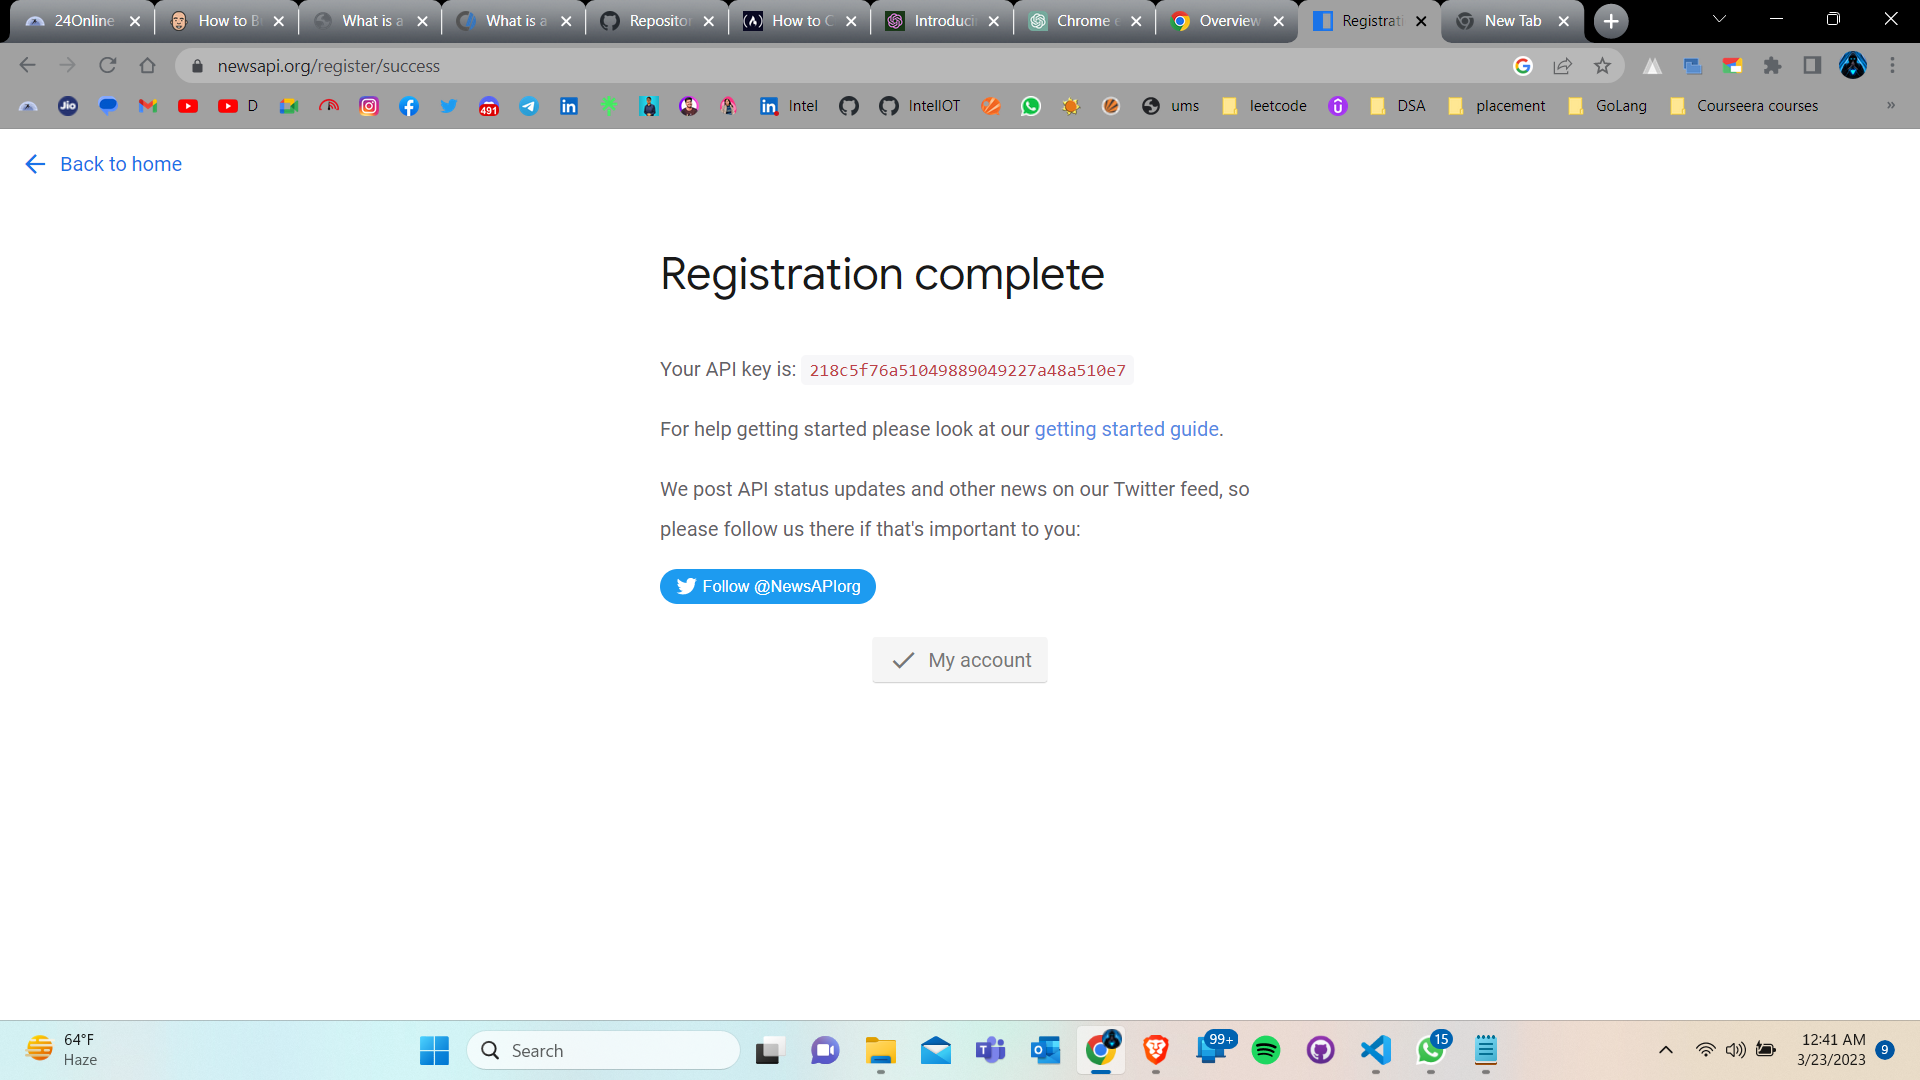 24Online
How to B
What is a
What is a
Repositor
How to C
Introducin
Chrome e
Overview
Registrati
New Tab
newsapi.org/register/success
Jio
D
491
Intel
IntelIOT
ums
leetcode
DSA
placement
GoLang
Courseera courses
»
Back to home
Registration complete
Your API key is: 218c5f76a51049889049227a48a510e7
For help getting started please look at our getting started guide.
We post API status updates and other news on our Twitter feed, so
please follow us there if that's important to you:
Follow @NewsAPIorg
My account
64°F
Haze
Search
99+
15
12:41 AM
3/23/2023
9